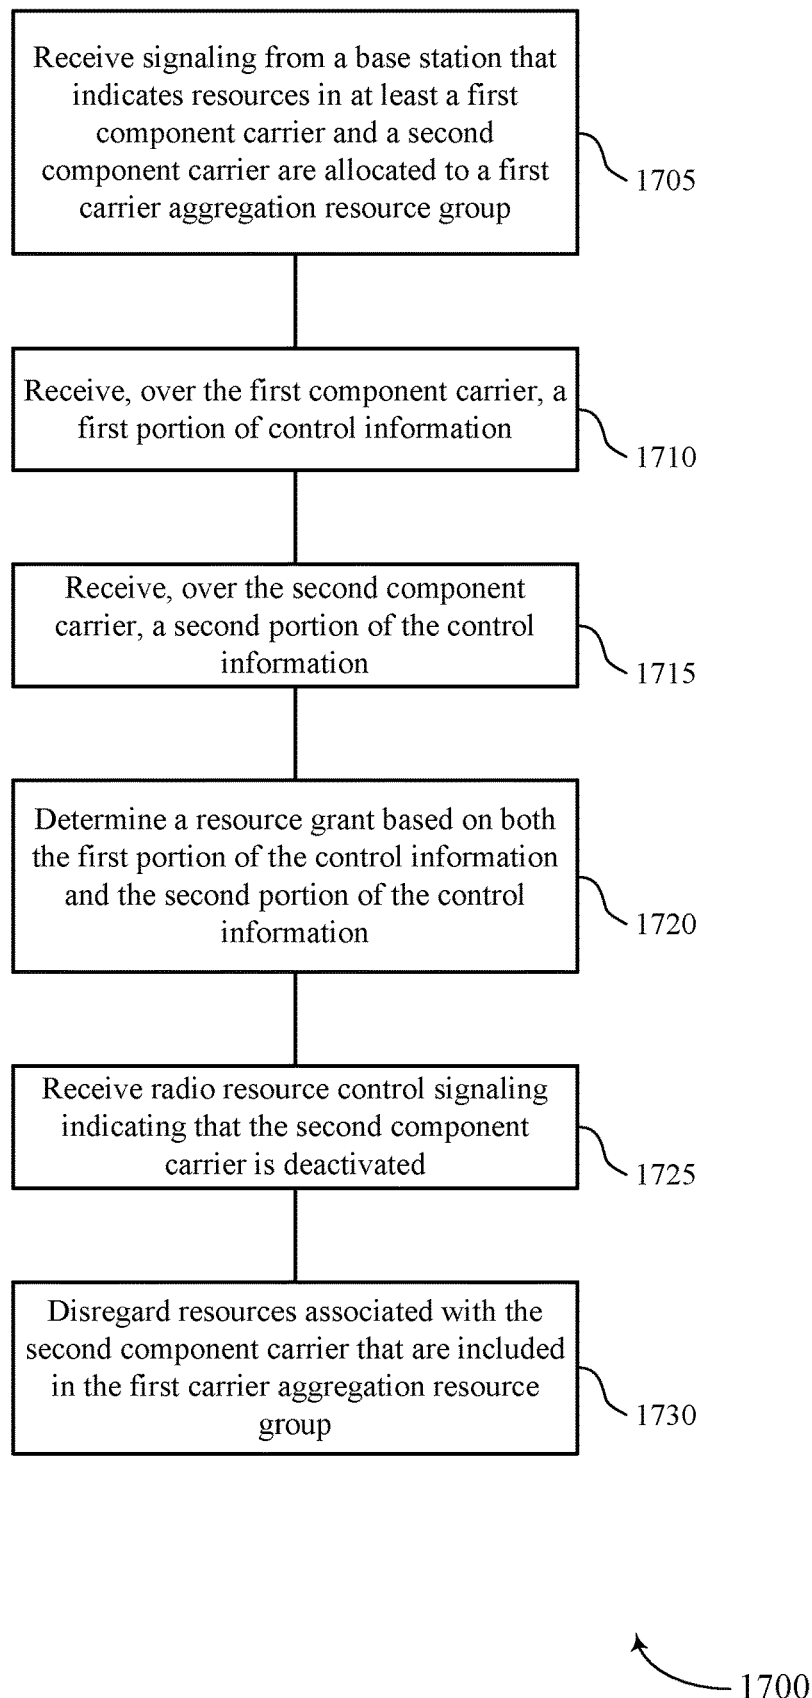 Receive signaling from a base station that
indicates resources in at least a first
component carrier and a second
component carrier are allocated to a first
carrier aggregation resource group
1705
Receive, over the first component carrier, a
first portion of control information
1710
Receive, over the second component
carrier, a second portion of the control
information
1715
Determine a resource grant based on both
the first portion of the control information
and the second portion of the control
information
1720
Receive radio resource control signaling
indicating that the second component
carrier is deactivated
1725
Disregard resources associated with the
second component carrier that are included
in the first carrier aggregation resource
group
1730
1700